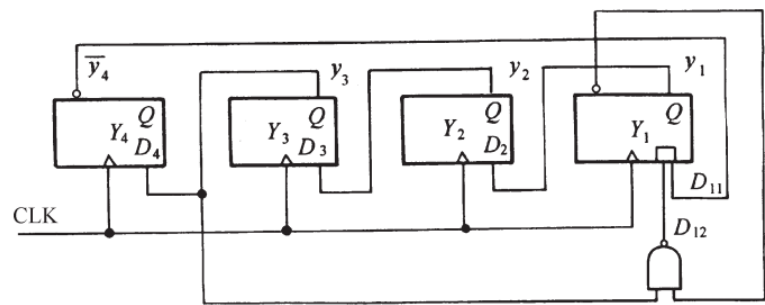 y̅₄ y₃ y₂ y₁
Q Q Q Q
Y₄ Y₃ Y₂ Y₁
D₄ D₃ D₂
D₁₁
CLK
D₁₂